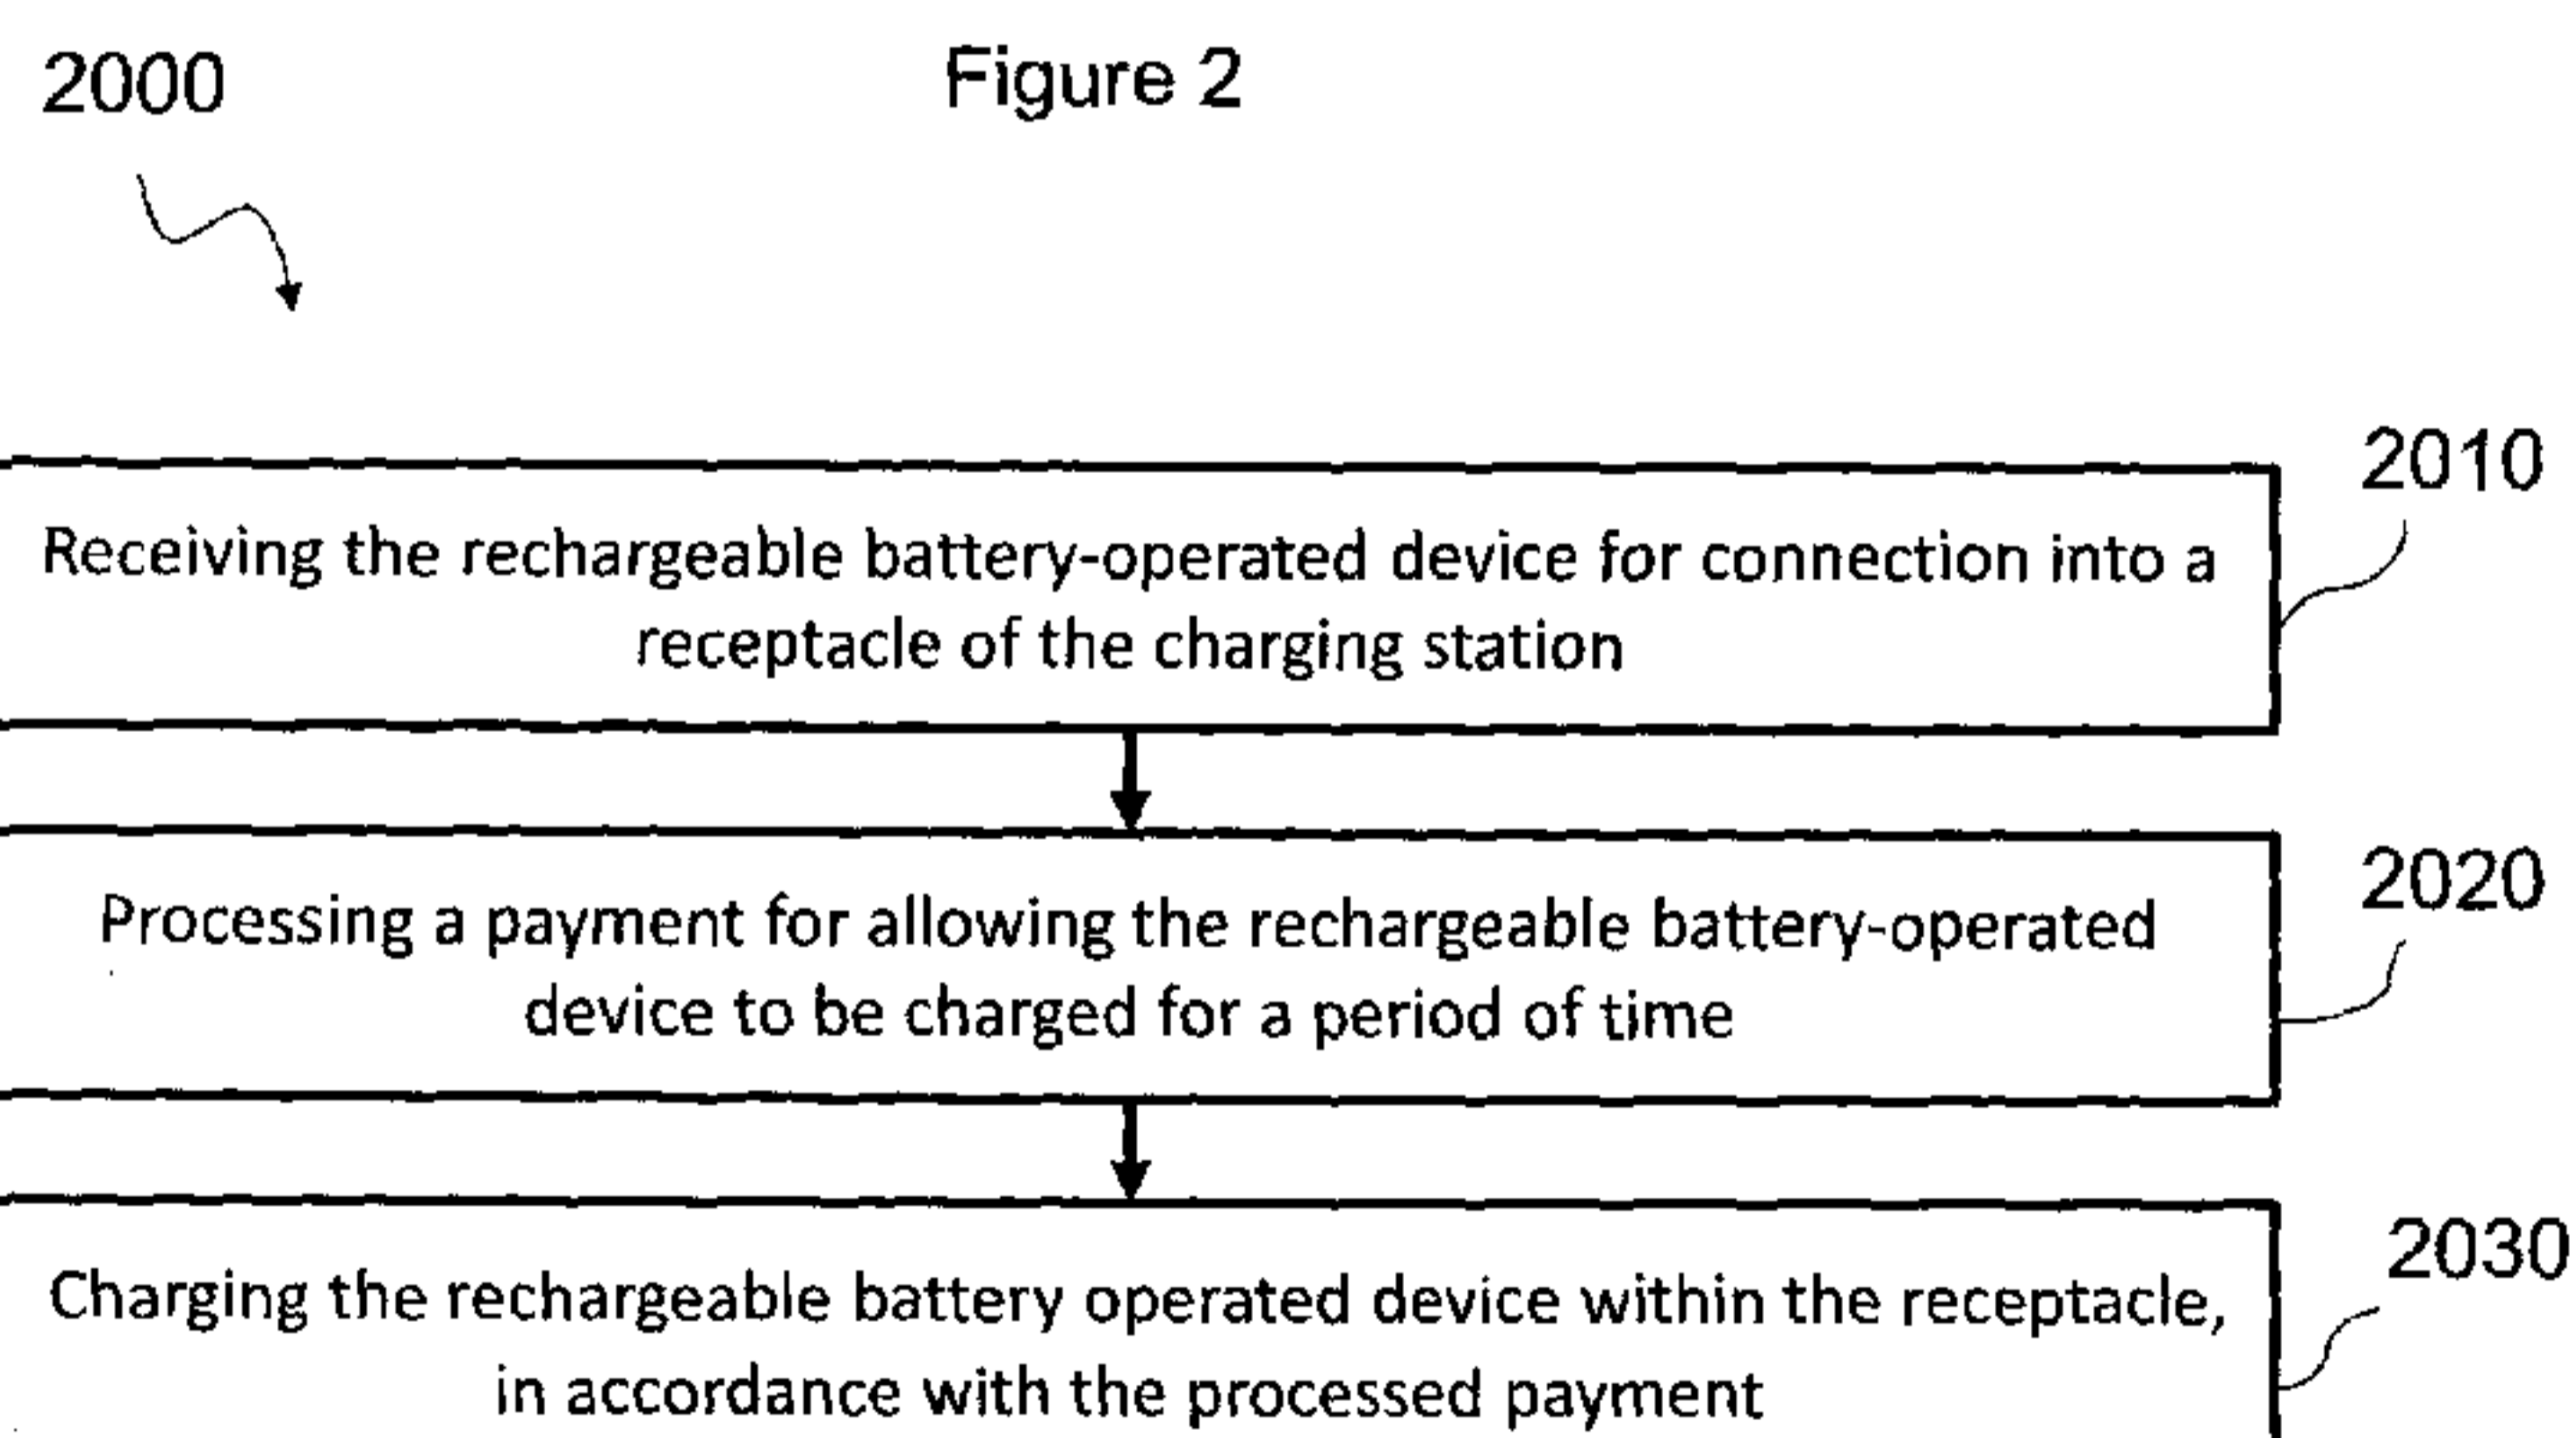 2000
Figure 2
2010
Receiving the rechargeable battery-operated device for connection into a
receptacle of the charging station
2020
Processing a payment for allowing the rechargeable battery-operated
device to be charged for a period of time
2030
Charging the rechargeable battery operated device within the receptacle,
in accordance with the processed payment